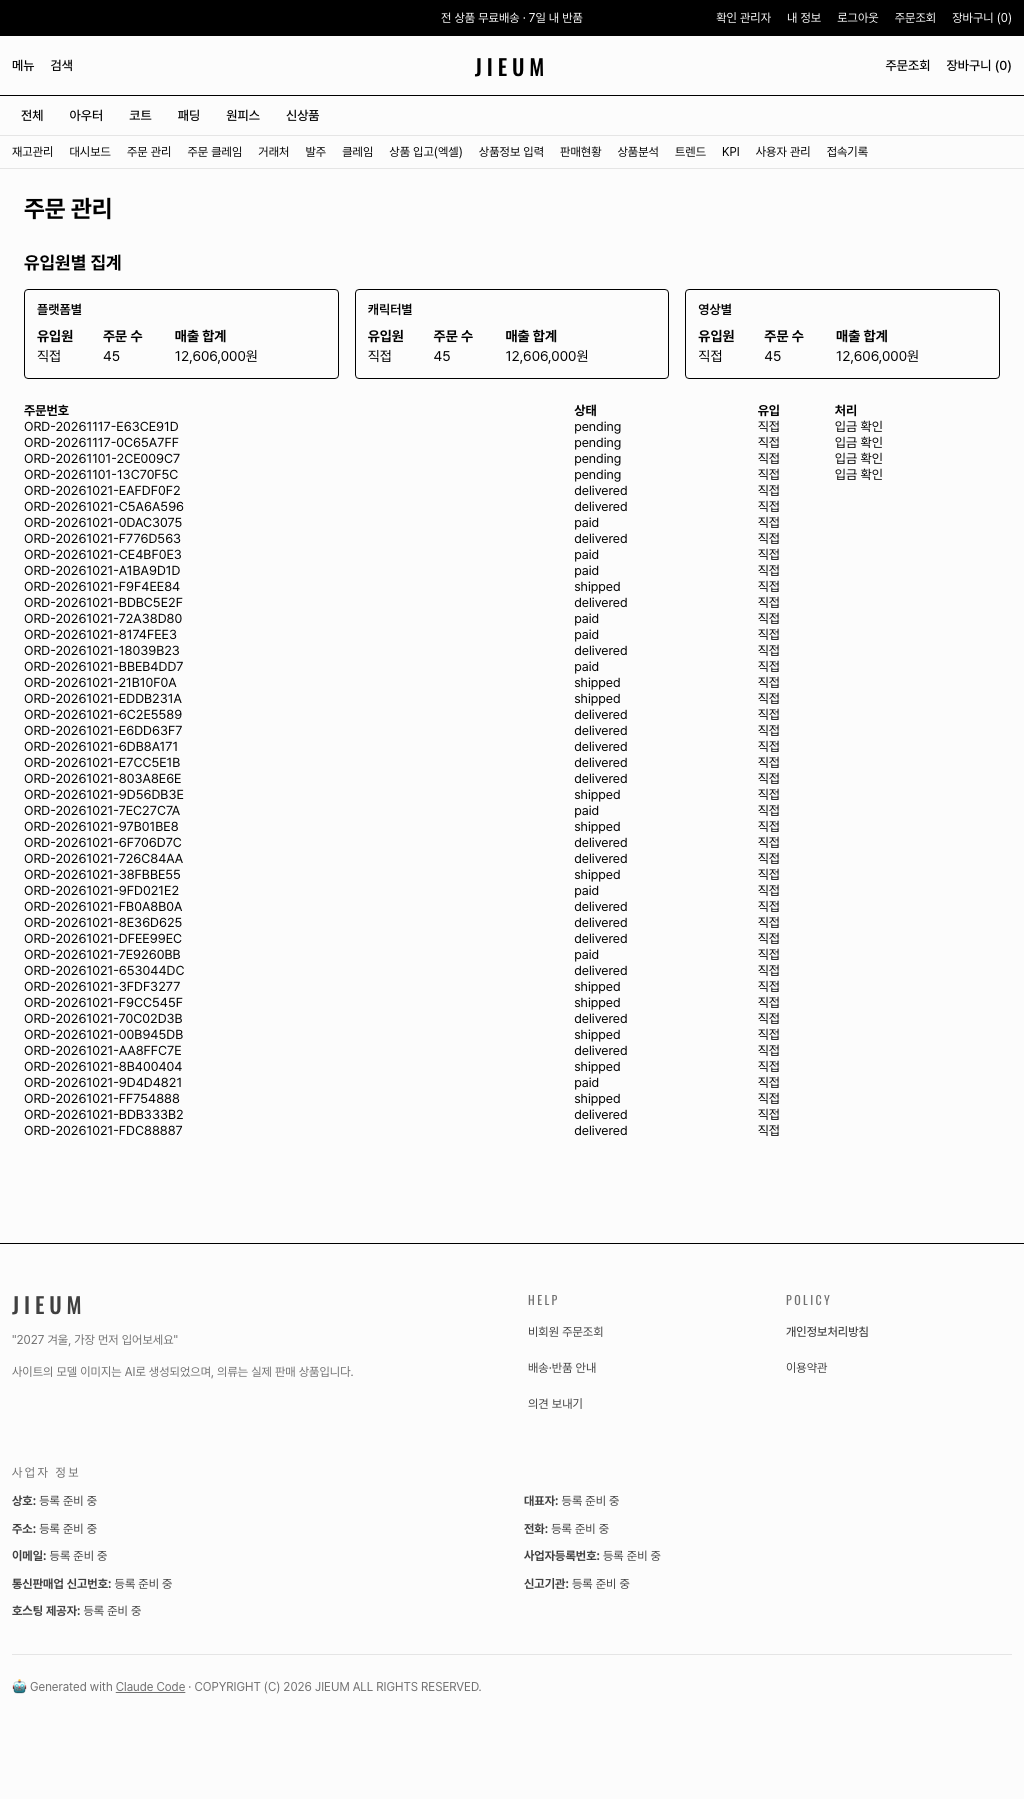 전 상품 무료배송 · 7일 내 반품 확인 관리자 내 정보 로그아웃 주문조회 장바구니 (0)
메뉴 검색 JIEUM 주문조회 장바구니 (0)
전체 아우터 코트 패딩 원피스 신상품
재고관리 대시보드 주문 관리 주문 클레임 거래처 발주 클레임 상품 입고(엑셀) 상품정보 입력 판매현황 상품분석 트렌드 KPI 사용자 관리 접속기록
주문 관리
유입원별 집계
플랫폼별
유입원 주문 수 매출 합계
직접 45 12,606,000원
캐릭터별
유입원 주문 수 매출 합계
직접 45 12,606,000원
영상별
유입원 주문 수 매출 합계
직접 45 12,606,000원
주문번호 상태 유입 처리
ORD-20261117-E63CE91D pending 직접 입금 확인
ORD-20261117-0C65A7FF pending 직접 입금 확인
ORD-20261101-2CE009C7 pending 직접 입금 확인
ORD-20261101-13C70F5C pending 직접 입금 확인
ORD-20261021-EAFDF0F2 delivered 직접
ORD-20261021-C5A6A596 delivered 직접
ORD-20261021-0DAC3075 paid 직접
ORD-20261021-F776D563 delivered 직접
ORD-20261021-CE4BF0E3 paid 직접
ORD-20261021-A1BA9D1D paid 직접
ORD-20261021-F9F4EE84 shipped 직접
ORD-20261021-BDBC5E2F delivered 직접
ORD-20261021-72A38D80 paid 직접
ORD-20261021-8174FEE3 paid 직접
ORD-20261021-18039B23 delivered 직접
ORD-20261021-BBEB4DD7 paid 직접
ORD-20261021-21B10F0A shipped 직접
ORD-20261021-EDDB231A shipped 직접
ORD-20261021-6C2E5589 delivered 직접
ORD-20261021-E6DD63F7 delivered 직접
ORD-20261021-6DB8A171 delivered 직접
ORD-20261021-E7CC5E1B delivered 직접
ORD-20261021-803A8E6E delivered 직접
ORD-20261021-9D56DB3E shipped 직접
ORD-20261021-7EC27C7A paid 직접
ORD-20261021-97B01BE8 shipped 직접
ORD-20261021-6F706D7C delivered 직접
ORD-20261021-726C84AA delivered 직접
ORD-20261021-38FBBE55 shipped 직접
ORD-20261021-9FD021E2 paid 직접
ORD-20261021-FB0A8B0A delivered 직접
ORD-20261021-8E36D625 delivered 직접
ORD-20261021-DFEE99EC delivered 직접
ORD-20261021-7E9260BB paid 직접
ORD-20261021-653044DC delivered 직접
ORD-20261021-3FDF3277 shipped 직접
ORD-20261021-F9CC545F shipped 직접
ORD-20261021-70C02D3B delivered 직접
ORD-20261021-00B945DB shipped 직접
ORD-20261021-AA8FFC7E delivered 직접
ORD-20261021-8B400404 shipped 직접
ORD-20261021-9D4D4821 paid 직접
ORD-20261021-FF754888 shipped 직접
ORD-20261021-BDB333B2 delivered 직접
ORD-20261021-FDC88887 delivered 직접
JIEUM
"2027 겨울, 가장 먼저 입어보세요"
사이트의 모델 이미지는 AI로 생성되었으며, 의류는 실제 판매 상품입니다.
HELP
비회원 주문조회
배송·반품 안내
의견 보내기
POLICY
개인정보처리방침
이용약관
사업자 정보
상호: 등록 준비 중 대표자: 등록 준비 중
주소: 등록 준비 중 전화: 등록 준비 중
이메일: 등록 준비 중 사업자등록번호: 등록 준비 중
통신판매업 신고번호: 등록 준비 중 신고기관: 등록 준비 중
호스팅 제공자: 등록 준비 중
🤖 Generated with Claude Code · COPYRIGHT (C) 2026 JIEUM ALL RIGHTS RESERVED.